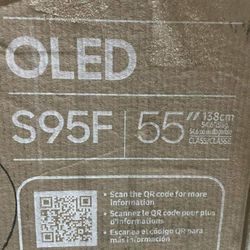 OLED
S95F 55″ 138cm
CLASS/CLASSE
• Scan the QR code for more
information
• Scannez le QR code pour plus
d'informations
• Escanea el código QR para
más información